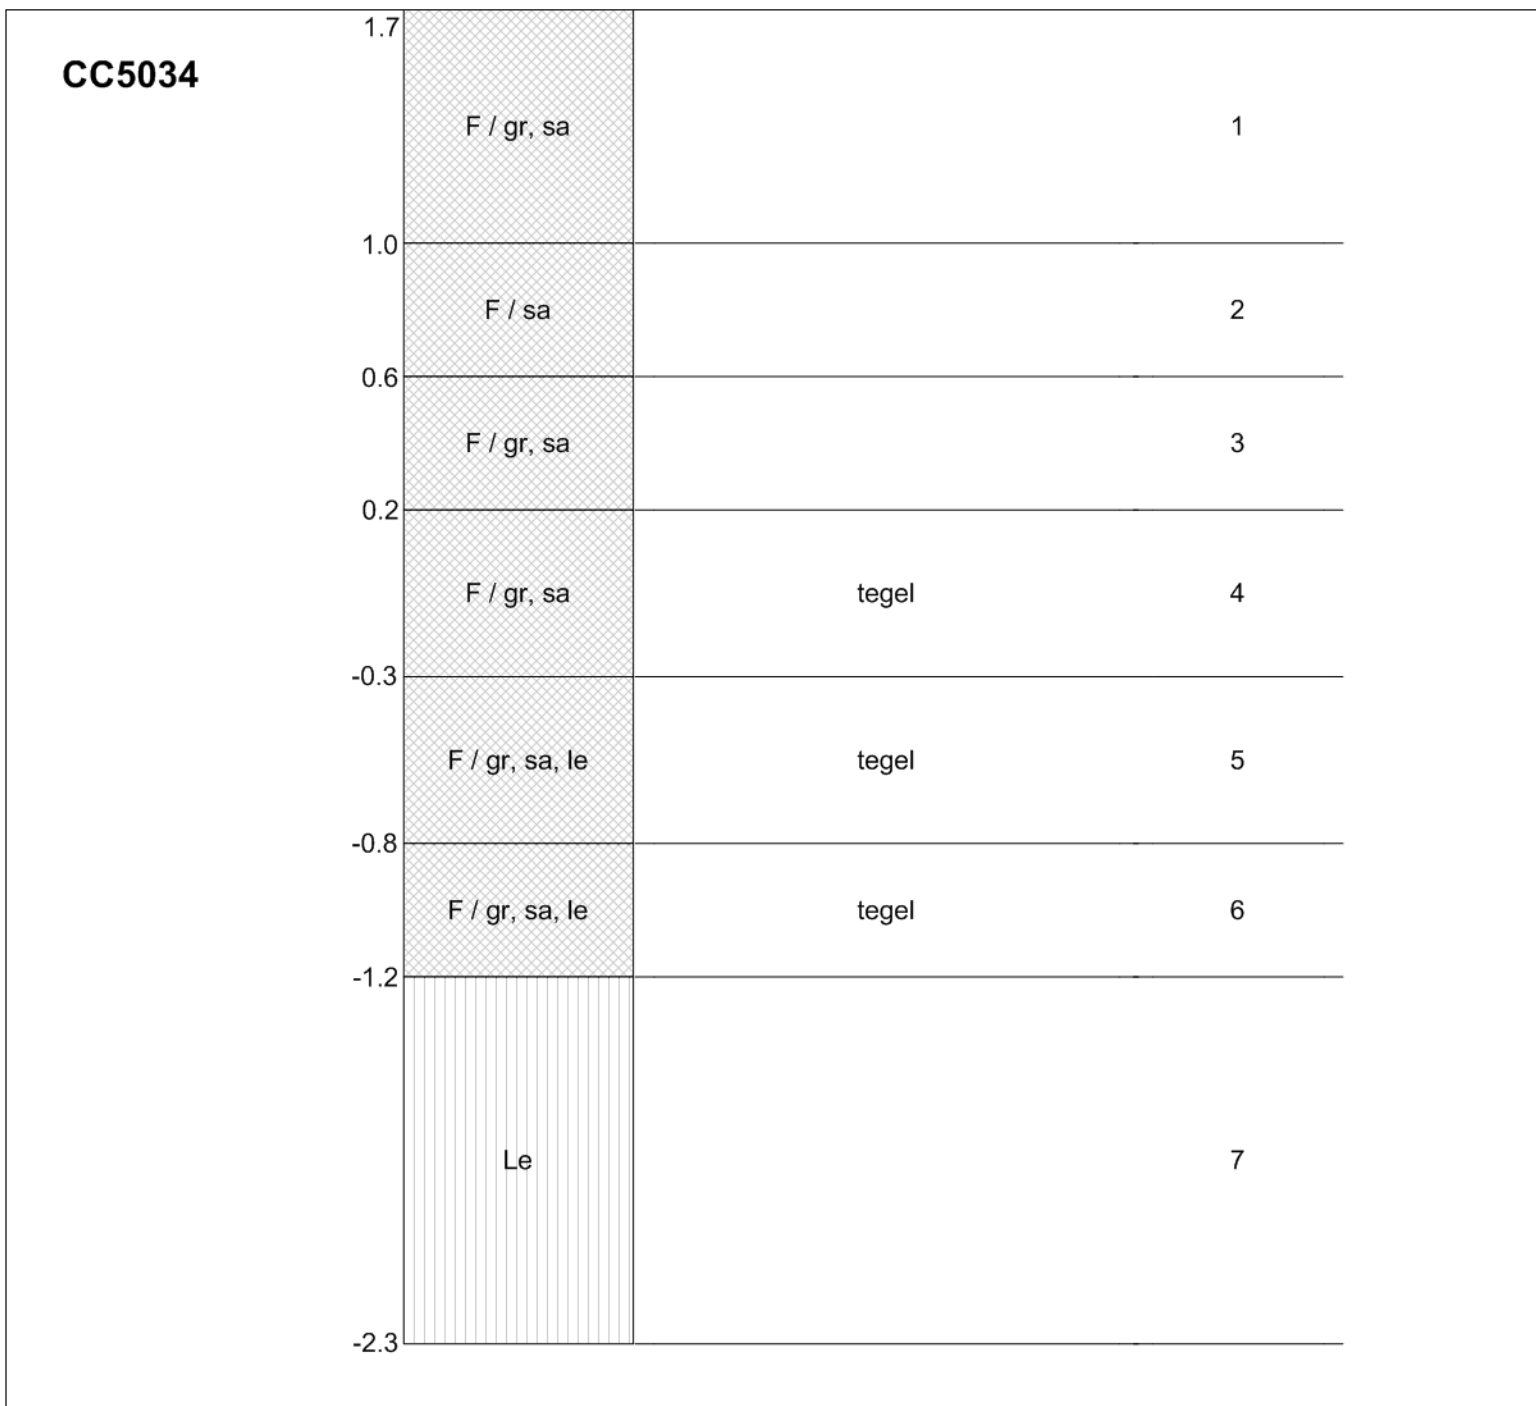 1.7
CC5034
F / gr, sa 1
1.0
F / sa 2
0.6
F / gr, sa 3
0.2
F / gr, sa tegel 4
-0.3
F / gr, sa, le tegel 5
-0.8
F / gr, sa, le tegel 6
-1.2
Le 7
-2.3